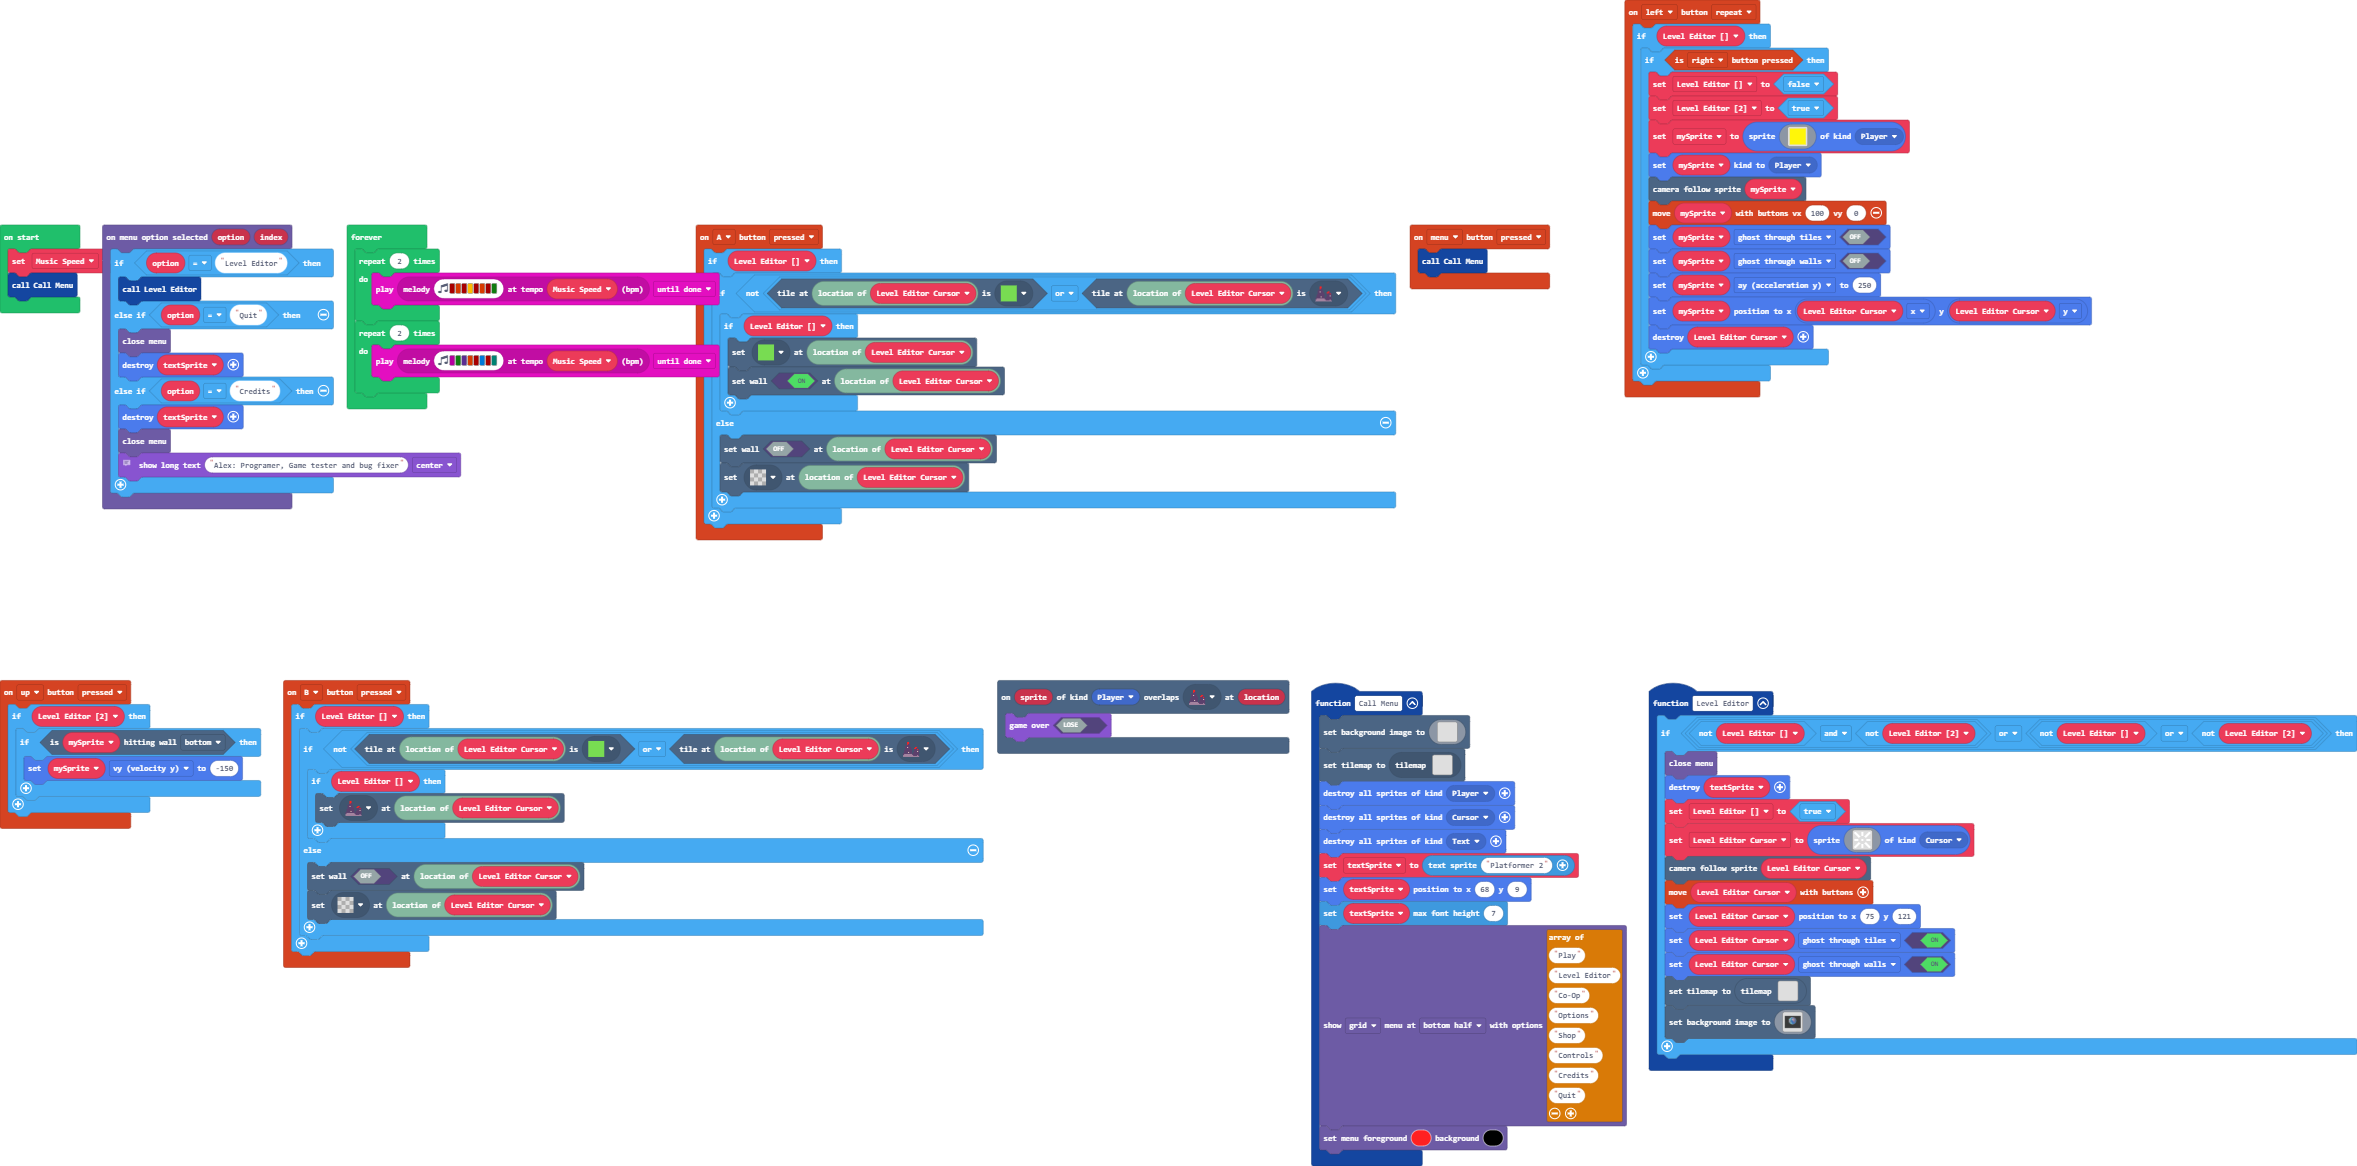 on left button repeat
if Level Editor [] then
if is right button pressed then
set Level Editor [] to false
set Level Editor [2] to true
set mySprite to sprite of kind Player
set mySprite kind to Player
camera follow sprite mySprite
move mySprite with buttons vx 100 vy 0
set mySprite ghost through tiles OFF
set mySprite ghost through walls OFF
set mySprite ay (acceleration y) to 250
set mySprite position to x Level Editor Cursor x y Level Editor Cursor y
destroy Level Editor Cursor
on start
set Music Speed
call Call Menu
on menu option selected option index
if option = "Level Editor" then
call Level Editor
else if option = "Quit" then
close menu
destroy textSprite
else if option = "Credits" then
destroy textSprite
close menu
show long text "Alex: Programer, Game tester and bug fixer" center
forever
repeat 2 times
do
play melody at tempo Music Speed (bpm) until done
repeat 2 times
do
play melody at tempo Music Speed (bpm) until done
on A button pressed
if Level Editor [] then
if not tile at location of Level Editor Cursor is or tile at location of Level Editor Cursor is then
if Level Editor [] then
set at location of Level Editor Cursor
set wall ON at location of Level Editor Cursor
else
set wall OFF at location of Level Editor Cursor
set at location of Level Editor Cursor
on menu button pressed
call Call Menu
on up button pressed
if Level Editor [2] then
if is mySprite hitting wall bottom then
set mySprite vy (velocity y) to -150
on B button pressed
if Level Editor [] then
if not tile at location of Level Editor Cursor is or tile at location of Level Editor Cursor is then
if Level Editor [] then
set at location of Level Editor Cursor
else
set wall OFF at location of Level Editor Cursor
set at location of Level Editor Cursor
on sprite of kind Player overlaps at location
game over LOSE
function Call Menu
set background image to
set tilemap to tilemap
destroy all sprites of kind Player
destroy all sprites of kind Cursor
destroy all sprites of kind Text
set textSprite to text sprite "Platformer 2"
set textSprite position to x 68 y 9
set textSprite max font height 7
show grid menu at bottom half with options
array of
"Play"
"Level Editor"
"Co-Op"
"Options"
"Shop"
"Controls"
"Credits"
"Quit"
set menu foreground background
function Level Editor
if not Level Editor [] and not Level Editor [2] or not Level Editor [] or not Level Editor [2] then
close menu
destroy textSprite
set Level Editor [] to true
set Level Editor Cursor to sprite of kind Cursor
camera follow sprite Level Editor Cursor
move Level Editor Cursor with buttons
set Level Editor Cursor position to x 75 y 121
set Level Editor Cursor ghost through tiles ON
set Level Editor Cursor ghost through walls ON
set tilemap to tilemap
set background image to